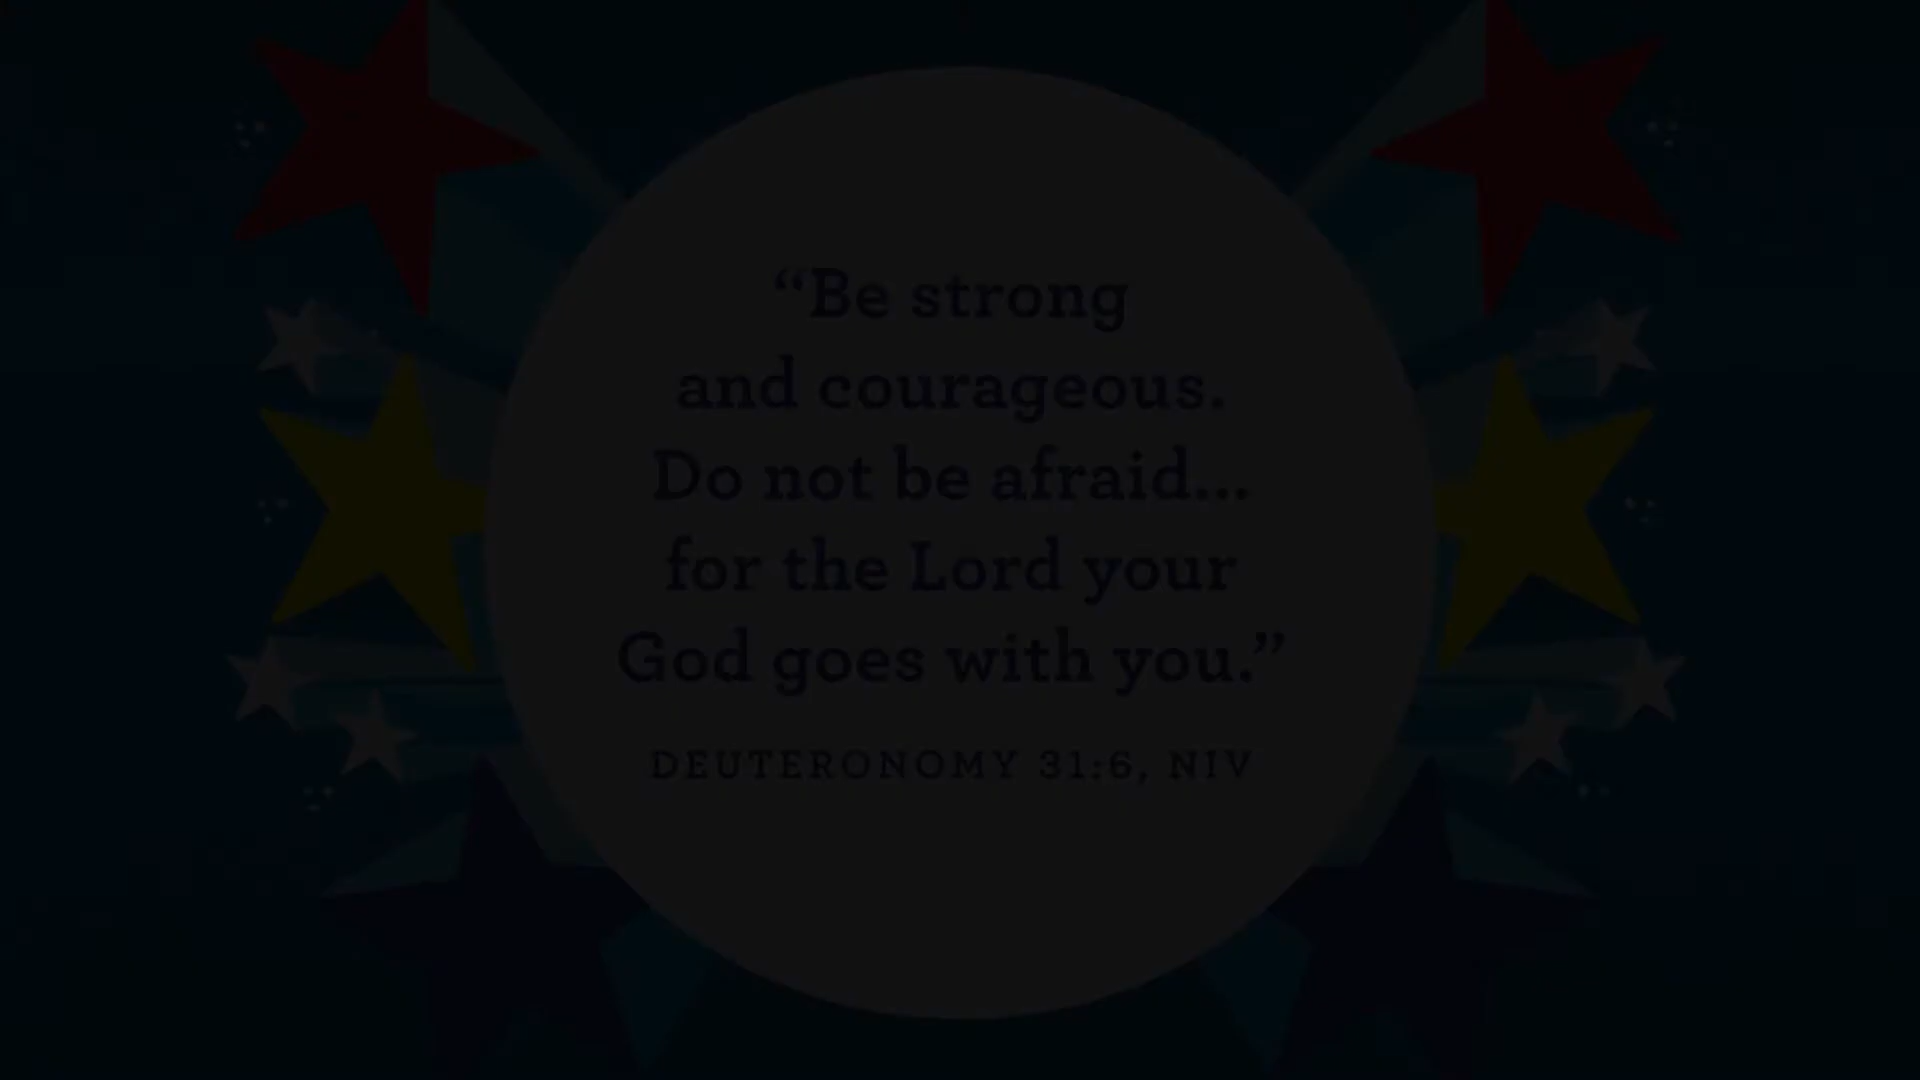 “Be strong
and courageous.
Do not be afraid...
for the Lord your
God goes with you.”
DEUTERONOMY 31:6, NIV